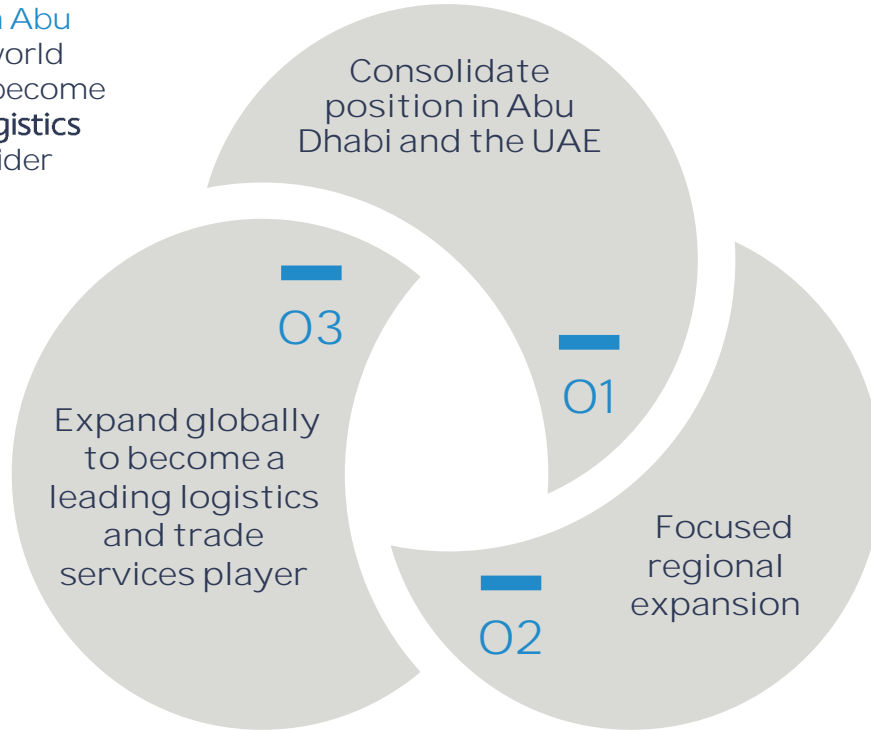 n Abu
world
become
gistics
ider
Consolidate
position in Abu
Dhabi and the UAE
01
03
Expand globally
to become a
leading logistics
and trade
services player
Focused
regional
expansion
02